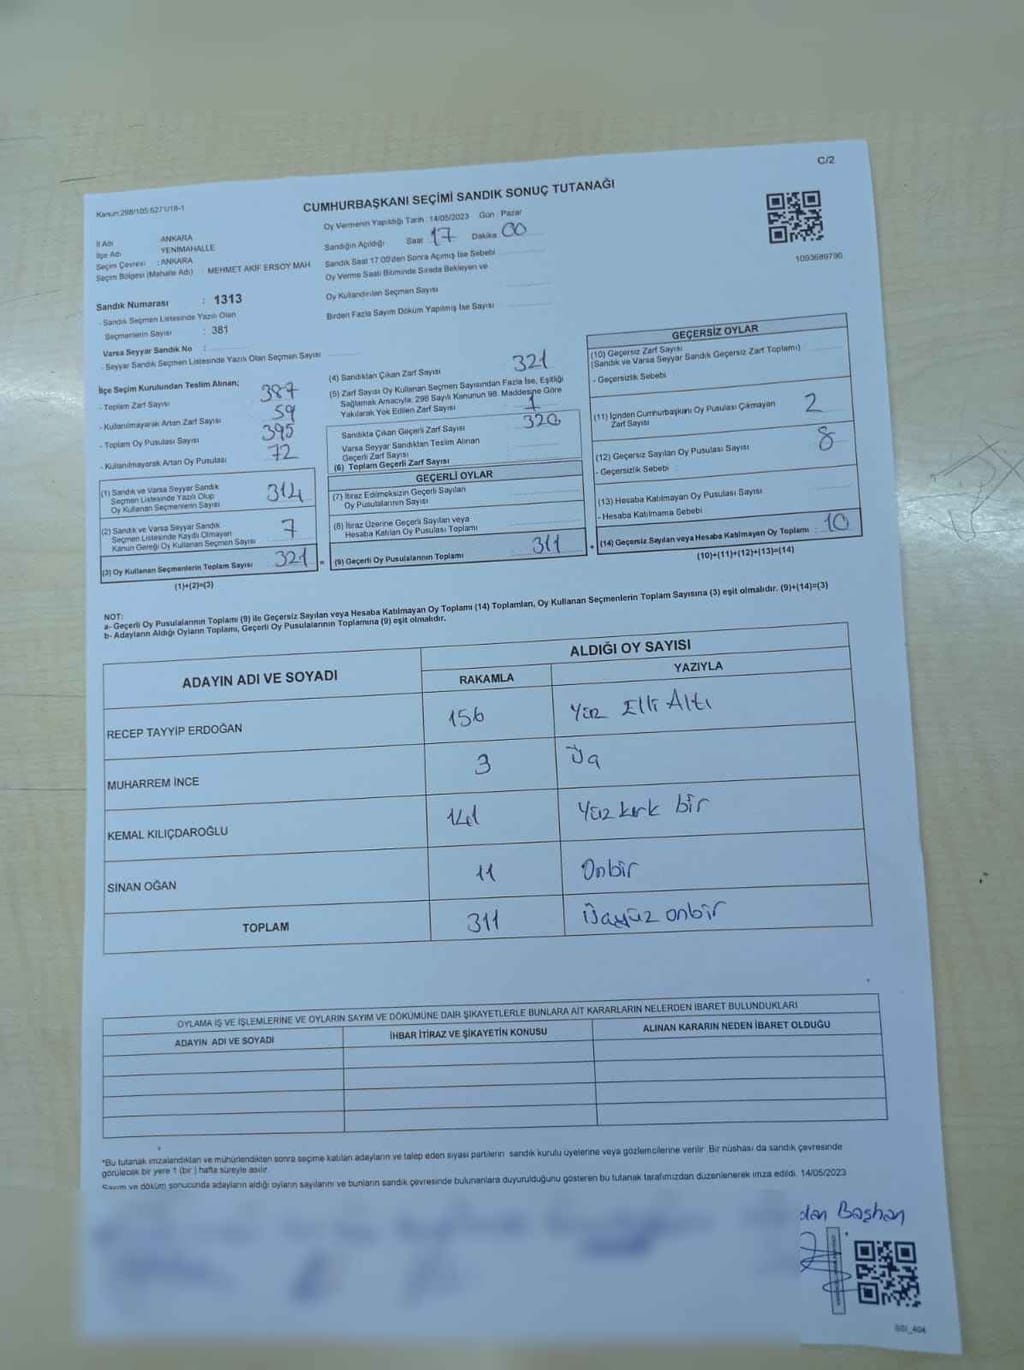 C/2
Kanun:298/105;6271/18-1
CUMHURBAŞKANI SEÇİMİ SANDIK SONUÇ TUTANAĞI
Oy Vermenin Yapıldığı Tarih :14/05/2023 Gün : Pazar
Sandığın Açıldığı Saat 17 Dakika 00
Sandık Saat 17:00'den Sonra Açmış İse Sebebi
Oy Verme Saati Bitiminde Sırada Bekleyen ve
Oy Kullandırılan Seçmen Sayısı
Birden Fazla Sayım Döküm Yapılmış İse Sayısı
1093689790
İl Adı ANKARA
İlçe Adı YENİMAHALLE
Seçim Çevresi : ANKARA
Seçim Bölgesi (Mahalle Adı) : MEHMET AKİF ERSOY MAH
Sandık Numarası : 1313
- Sandık Seçmen Listesinde Yazılı Olan
Seçmenlerin Sayısı : 381
Varsa Seyyar Sandık No :
- Seyyar Sandık Seçmen Listesinde Yazılı Olan Seçmen Sayısı
İlçe Seçim Kurulundan Teslim Alınan;
- Toplam Zarf Sayısı 387
- Kullanılmayarak Artan Zarf Sayısı 59
- Toplam Oy Pusulası Sayısı 395
- Kullanılmayarak Artan Oy Pusulası 72
(1) Sandık ve Varsa Seyyar Sandık
Seçmen Listesinde Yazılı Olup
Oy Kullanan Seçmenlerin Sayısı 314
(2) Sandık ve Varsa Seyyar Sandık
Seçmen Listesinde Kayıtlı Olmayan
Kanun Gereği Oy Kullanan Seçmen Sayısı 7
(3) Oy Kullanan Seçmenlerin Toplam Sayısı 321 =
(1)+(2)=(3)
(4) Sandıktan Çıkan Zarf Sayısı 321
(5) Zarf Sayısı Oy Kullanan Seçmen Sayısından Fazla İse, Eşitliği
Sağlamak Amacıyla, 298 Sayılı Kanunun 98. Maddesine Göre
Yakılarak Yok Edilen Zarf Sayısı 1
Sandıkta Çıkan Geçerli Zarf Sayısı 320
Varsa Seyyar Sandıktan Teslim Alınan
Geçerli Zarf Sayısı
(6) Toplam Geçerli Zarf Sayısı
GEÇERLİ OYLAR
(7) İtiraz Edilmeksizin Geçerli Sayılan
Oy Pusulalarının Sayısı
(8) İtiraz Üzerine Geçerli Sayılan veya
Hesaba Katılan Oy Pusulası Toplamı
(9) Geçerli Oy Pusulalarının Toplamı 311 +
GEÇERSİZ OYLAR
(10) Geçersiz Zarf Sayısı
(Sandık ve Varsa Seyyar Sandık Geçersiz Zarf Toplamı)
- Geçersizlik Sebebi
(11) İçinden Cumhurbaşkanı Oy Pusulası Çıkmayan
Zarf Sayısı 2
(12) Geçersiz Sayılan Oy Pusulası Sayısı 8
- Geçersizlik Sebebi
(13) Hesaba Katılmayan Oy Pusulası Sayısı
- Hesaba Katılmama Sebebi
(14) Geçersiz Sayılan veya Hesaba Katılmayan Oy Toplamı : 10
(10)+(11)+(12)+(13)=(14)
NOT:
a- Geçerli Oy Pusulalarının Toplamı (9) ile Geçersiz Sayılan veya Hesaba Katılmayan Oy Toplamı (14) Toplamları, Oy Kullanan Seçmenlerin Toplam Sayısına (3) eşit olmalıdır. (9)+(14)=(3)
b- Adayların Aldığı Oyların Toplamı, Geçerli Oy Pusulalarının Toplamına (9) eşit olmalıdır.
ADAYIN ADI VE SOYADI
ALDIĞI OY SAYISI
RAKAMLA YAZIYLA
RECEP TAYYİP ERDOĞAN 156 Yüz Elli Altı
MUHARREM İNCE 3 Üç
KEMAL KILIÇDAROĞLU 141 Yüz kırk bir
SİNAN OĞAN 11 Onbir
TOPLAM 311 Üçyüz onbir
OYLAMA İŞ VE İŞLEMLERİNE VE OYLARIN SAYIM VE DÖKÜMÜNE DAİR ŞİKAYETLERLE BUNLARA AİT KARARLARIN NELERDEN İBARET BULUNDUKLARI
ADAYIN ADI VE SOYADI İHBAR İTİRAZ VE ŞİKAYETİN KONUSU ALINAN KARARIN NEDEN İBARET OLDUĞU
*Bu tutanak imzalandıktan ve mühürlendikten sonra seçime katılan adayların ve talep eden siyasi partilerin sandık kurulu üyelerine veya gözlemcilerine verilir. Bir nüshası da sandık çevresinde
görülecek bir yere 1 (bir ) hafta süreyle asılır.
Sayım ve döküm sonucunda adayların aldığı oyların sayılarını ve bunların sandık çevresinde bulunanlara duyurulduğunu gösteren bu tutanak tarafımızdan düzenlenerek imza edildi. 14/05/2023
dan Başkan